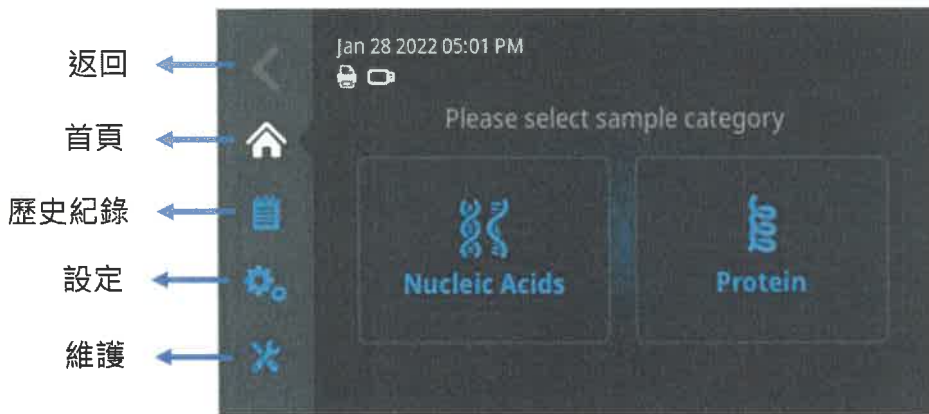 返回
首頁
歷史紀錄
設定
維護
Jan 28 2022 05:01 PM
Please select sample category
Nucleic Acids
Protein